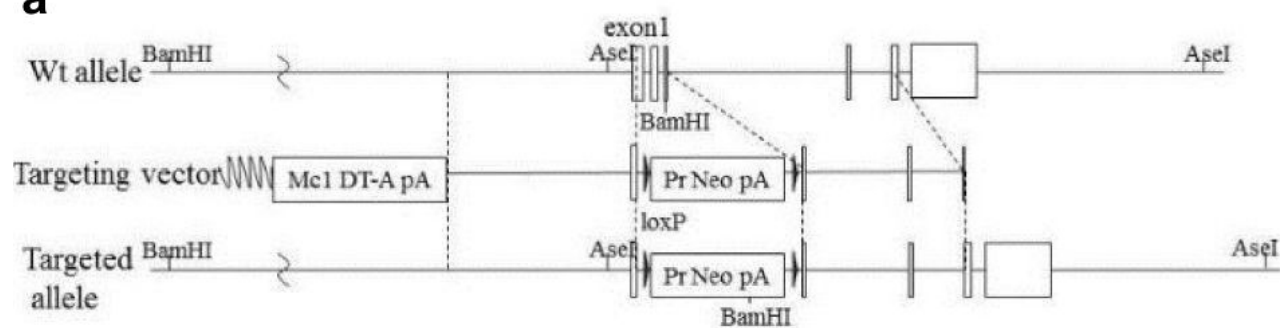 a
exon1
Wt allele BamHI AseI AseI
BamHI
Targeting vector Mc1 DT-A pA Pr Neo pA
loxP
Targeted allele BamHI AseI Pr Neo pA AseI
BamHI